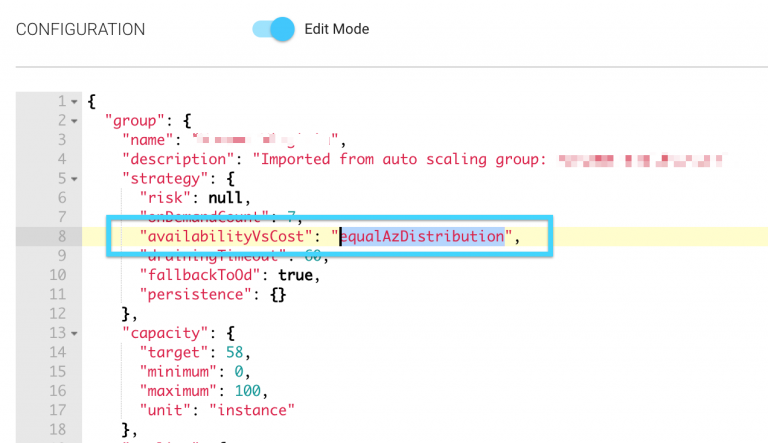 CONFIGURATION Edit Mode
1 {
2 "group": {
3 "name": "
4 "description": "Imported from auto scaling group:
5 "strategy": {
6 "risk": null,
7 "onDemandCount": 7,
8 "availabilityVsCost": "equalAzDistribution",
9 "drainingTimeout": 60,
10 "fallbackToOd": true,
11 "persistence": {}
12 },
13 "capacity": {
14 "target": 58,
15 "minimum": 0,
16 "maximum": 100,
17 "unit": "instance"
18 },